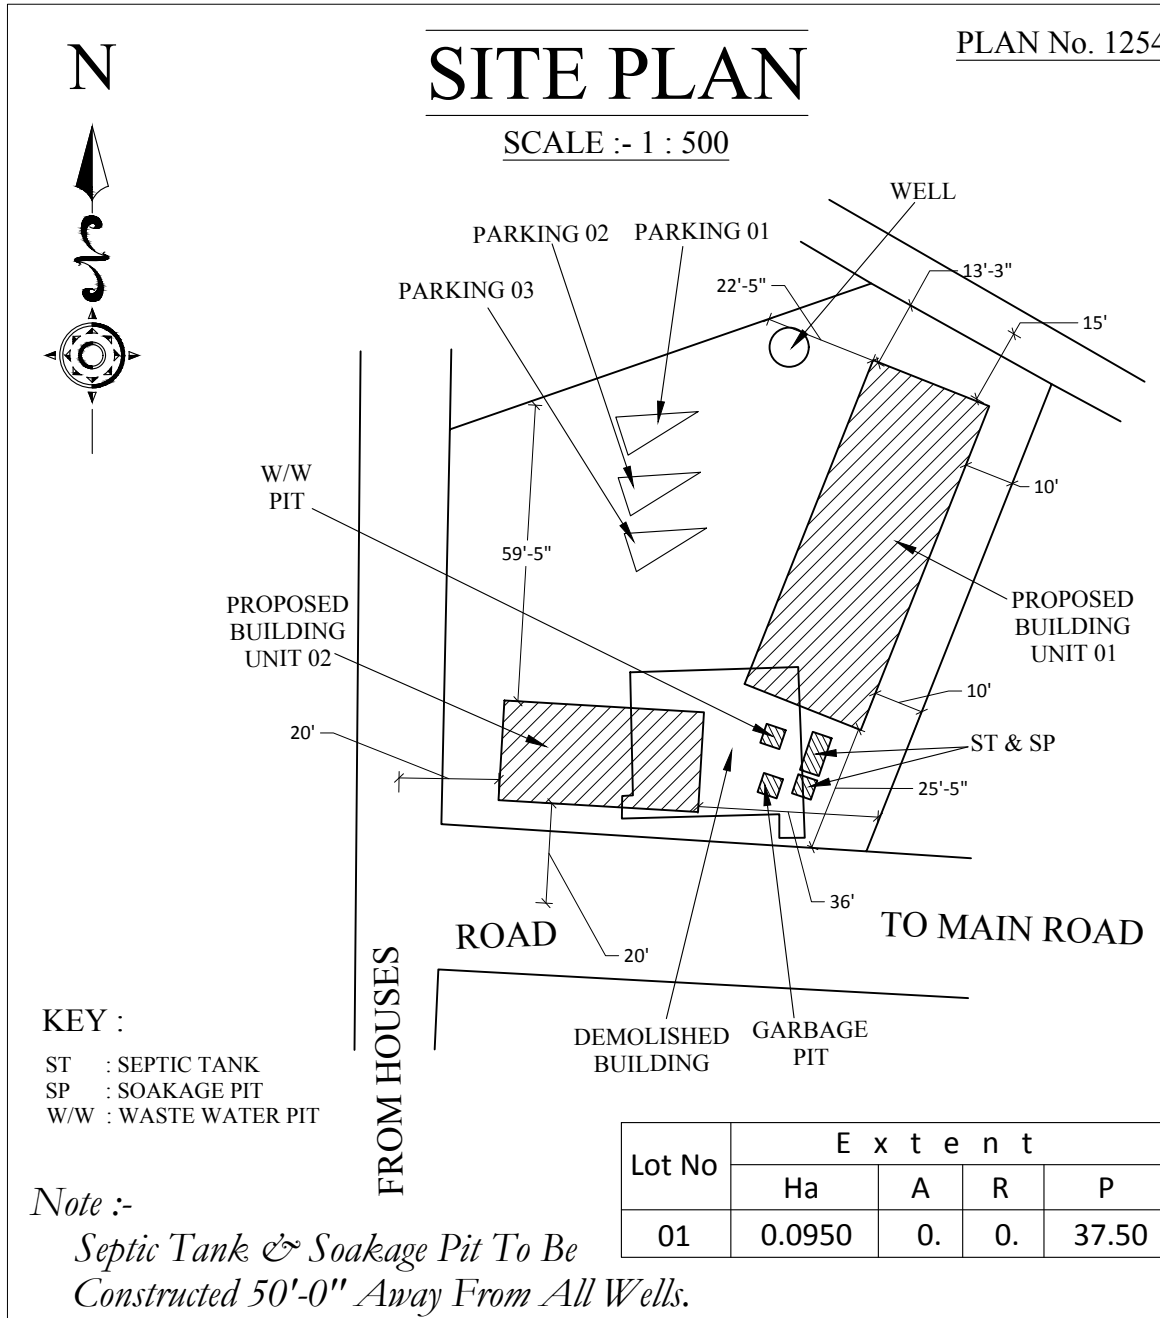 N
SITE PLAN
PLAN No. 1254
SCALE :- 1 : 500
WELL
PARKING 02
PARKING 01
13'-3"
22'-5"
PARKING 03
15'
W/W
PIT
10'
59'-5"
PROPOSED
BUILDING
UNIT 02
PROPOSED
BUILDING
UNIT 01
10'
20'
ST & SP
25'-5"
36'
ROAD
TO MAIN ROAD
20'
FROM HOUSES
DEMOLISHED
BUILDING
GARBAGE
PIT
KEY :
ST : SEPTIC TANK
SP : SOAKAGE PIT
W/W : WASTE WATER PIT
Lot No
E x t e n t
Ha A R P
01 0.0950 0. 0. 37.50
Note :-
Septic Tank & Soakage Pit To Be
Constructed 50'-0" Away From All Wells.